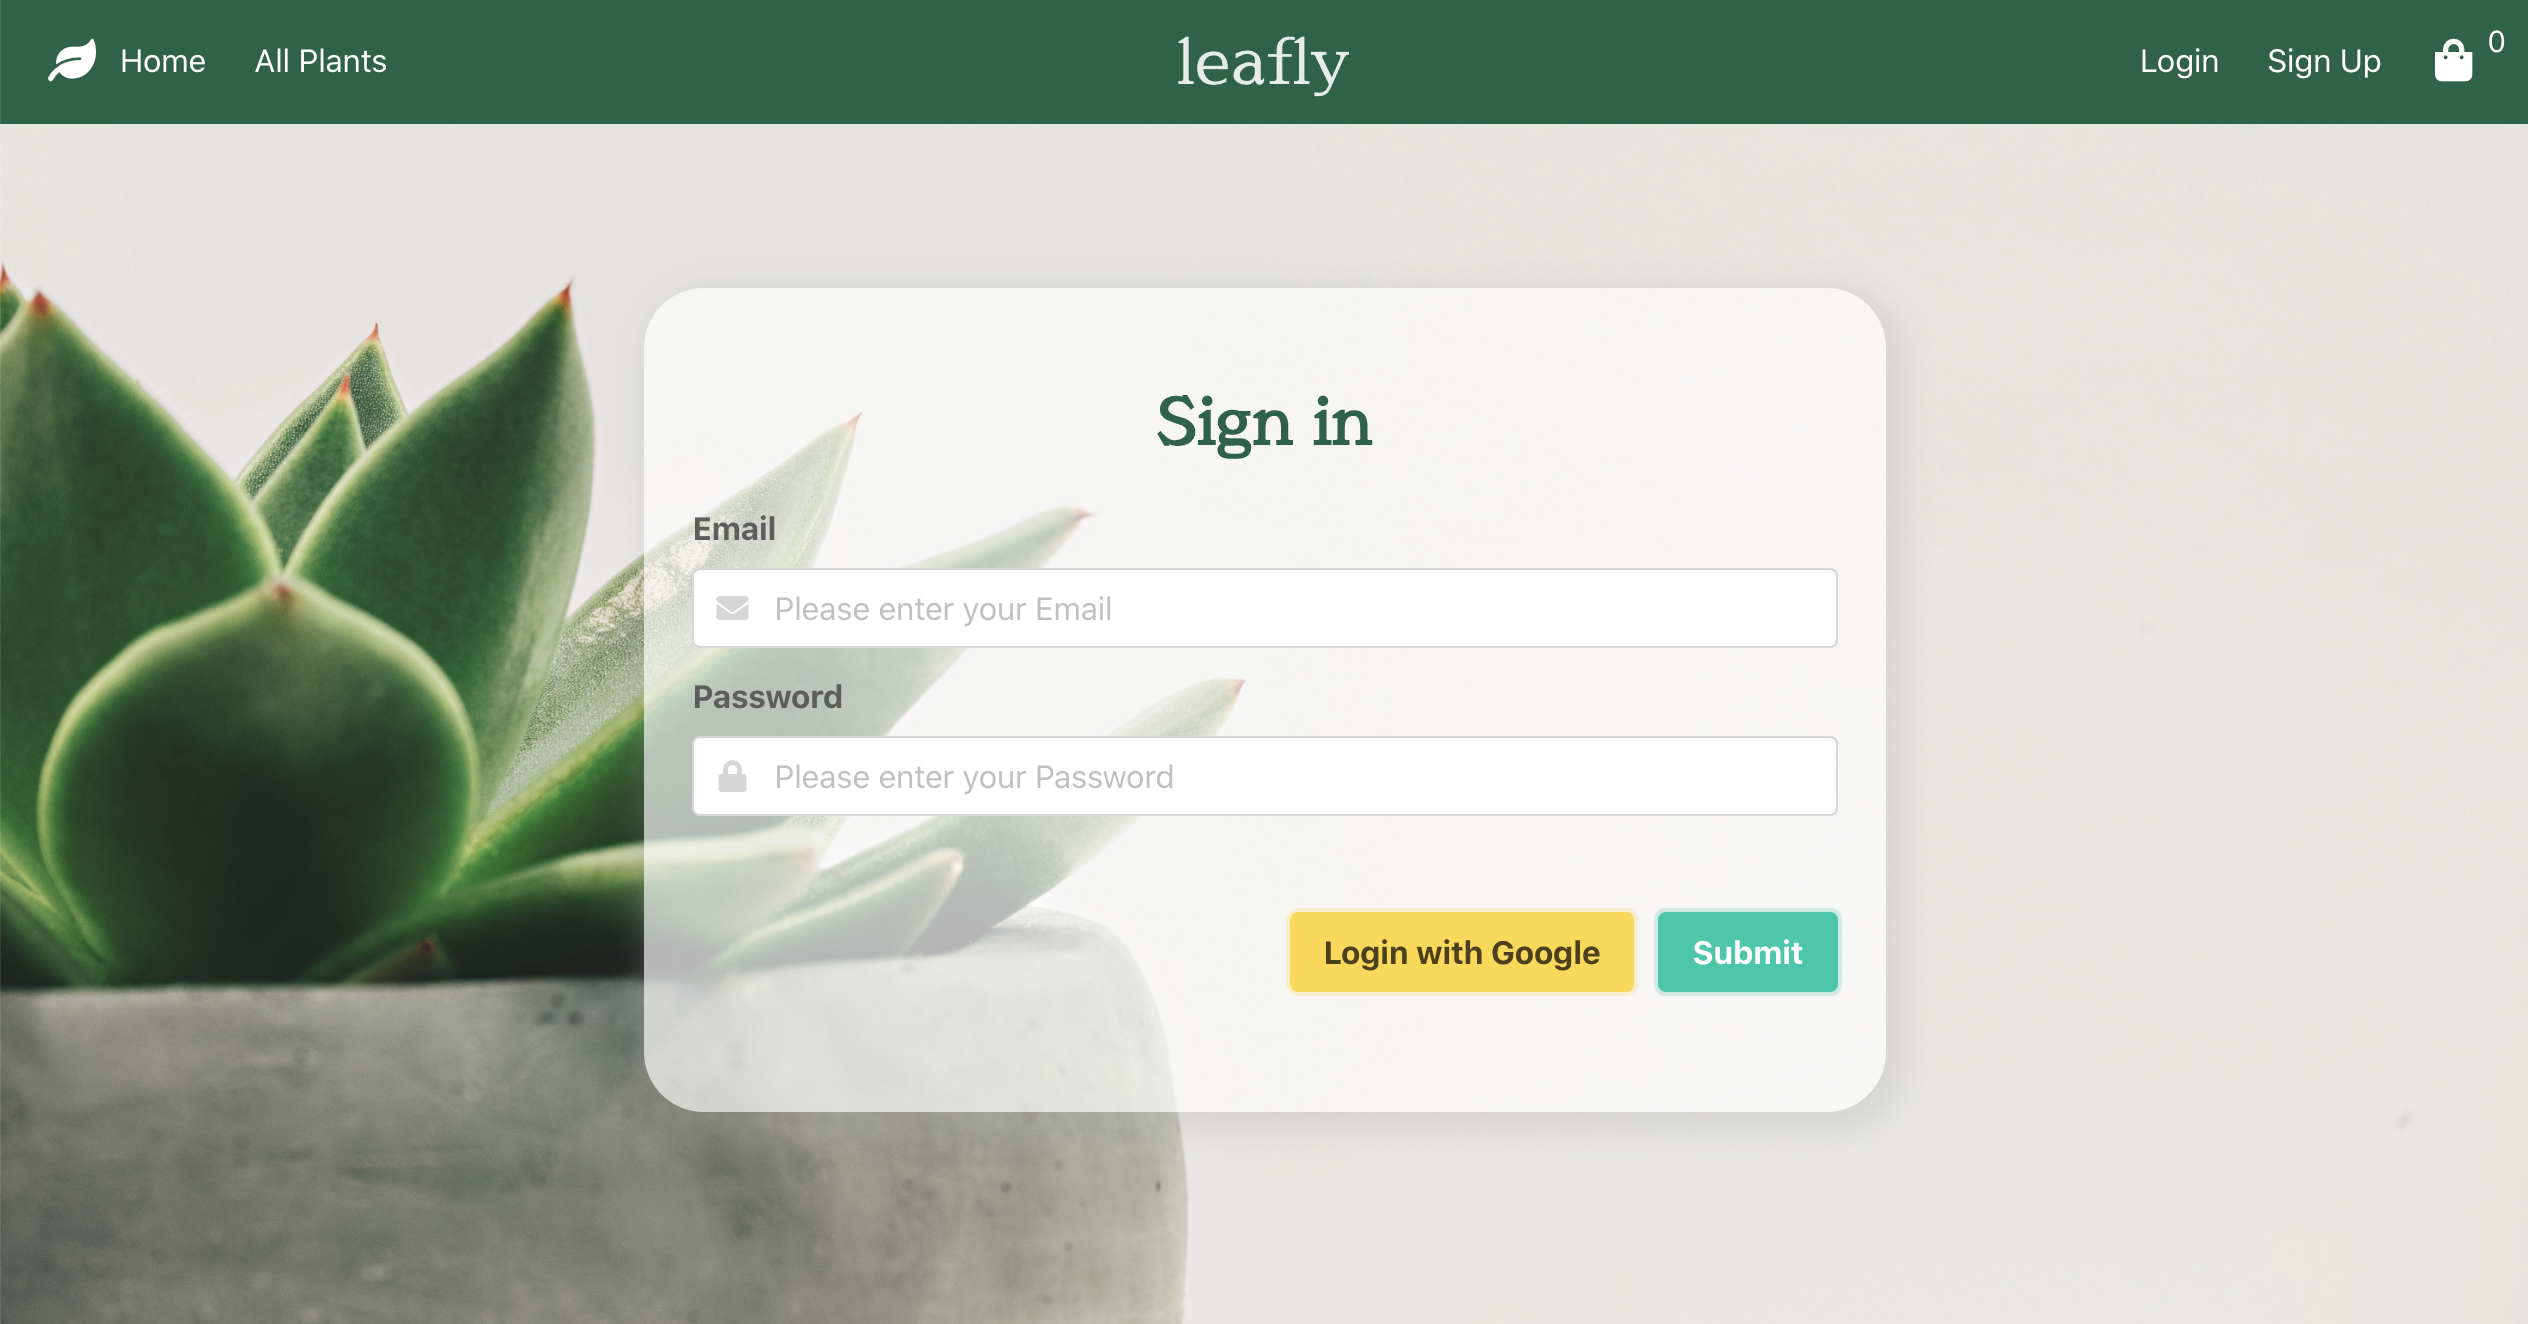 Home All Plants leafly Login Sign Up 0
Sign in
Email
Please enter your Email
Password
Please enter your Password
Login with Google Submit